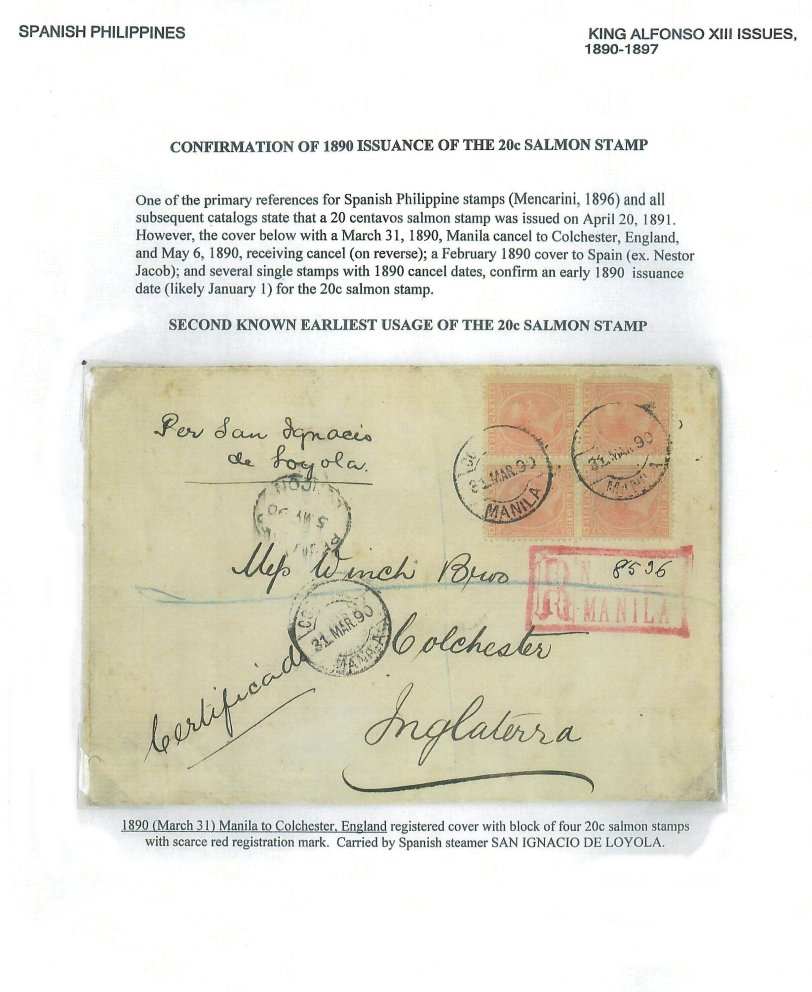 SPANISH PHILIPPINES
KING ALFONSO XIII ISSUES,
1890-1897
CONFIRMATION OF 1890 ISSUANCE OF THE 20c SALMON STAMP
One of the primary references for Spanish Philippine stamps (Mencarini, 1896) and all
subsequent catalogs state that a 20 centavos salmon stamp was issued on April 20, 1891.
However, the cover below with a March 31, 1890, Manila cancel to Colchester, England,
and May 6, 1890, receiving cancel (on reverse); a February 1890 cover to Spain (ex. Nestor
Jacob); and several single stamps with 1890 cancel dates, confirm an early 1890 issuance
date (likely January 1) for the 20c salmon stamp.
SECOND KNOWN EARLIEST USAGE OF THE 20c SALMON STAMP
Per San Ignacio
de Loyola.
31.MAR.90
MANILA
31.MAR.90
MANILA
5 MY 90
Winch Bros
R N. 8536
MANILA
31.MAR.90
MANILA
Colchester
Certificado
Inglaterra
1890 (March 31) Manila to Colchester, England registered cover with block of four 20c salmon stamps
with scarce red registration mark. Carried by Spanish steamer SAN IGNACIO DE LOYOLA.